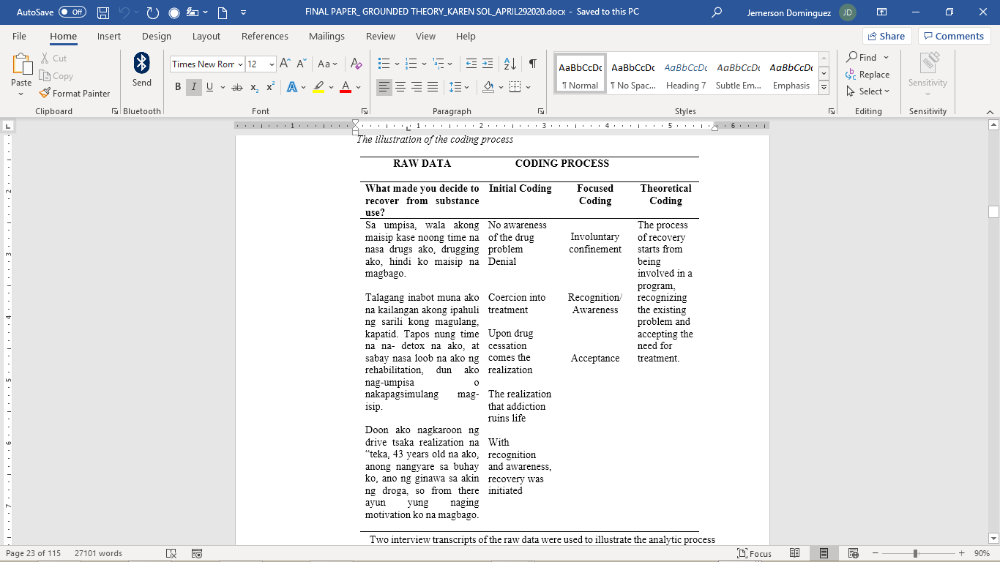 AutoSave Off
FINAL PAPER_ GROUNDED THEORY_KAREN SOL_APRIL292020.docx - Saved to this PC
Jemerson Dominguez JD
File Home Insert Design Layout References Mailings Review View Help
Share Comments
Paste
Cut
Copy
Format Painter
Clipboard
Send
Bluetooth
Times New Rom 12
Font
Paragraph
AaBbCcDc AaBbCcDc AaBbCcDc AaBbCcDc AaBbCcDc
¶ Normal ¶ No Spac... Heading 7 Subtle Em... Emphasis
Styles
Find
Replace
Select
Editing
Sensitivity
Sensitivity
1 1 2 3 4 5 6
2
3
4
5
6
7
The illustration of the coding process
RAW DATA CODING PROCESS
What made you decide to
recover from substance
use?
Initial Coding
Focused
Coding
Theoretical
Coding
Sa umpisa, wala akong
maisip kase noong time na
nasa drugs ako, drugging
ako, hindi ko maisip na
magbago.
Talagang inabot muna ako
na kailangan akong ipahuli
ng sarili kong magulang,
kapatid. Tapos nung time
na na- detox na ako, at
sabay nasa loob na ako ng
rehabilitation, dun ako
nag-umpisa o
nakapagsimulang mag-
isip.
Doon ako nagkaroon ng
drive tsaka realization na
“teka, 43 years old na ako,
anong nangyare sa buhay
ko, ano ng ginawa sa akin
ng droga, so from there
ayun yung naging
motivation ko na magbago.
No awareness
of the drug
problem
Denial
Coercion into
treatment
Upon drug
cessation
comes the
realization
The realization
that addiction
ruins life
With
recognition
and awareness,
recovery was
initiated
Involuntary
confinement
Recognition/
Awareness
Acceptance
The process
of recovery
starts from
being
involved in a
program,
recognizing
the existing
problem and
accepting the
need for
treatment.
Two interview transcripts of the raw data were used to illustrate the analytic process
Page 23 of 115 27101 words
Focus
90%